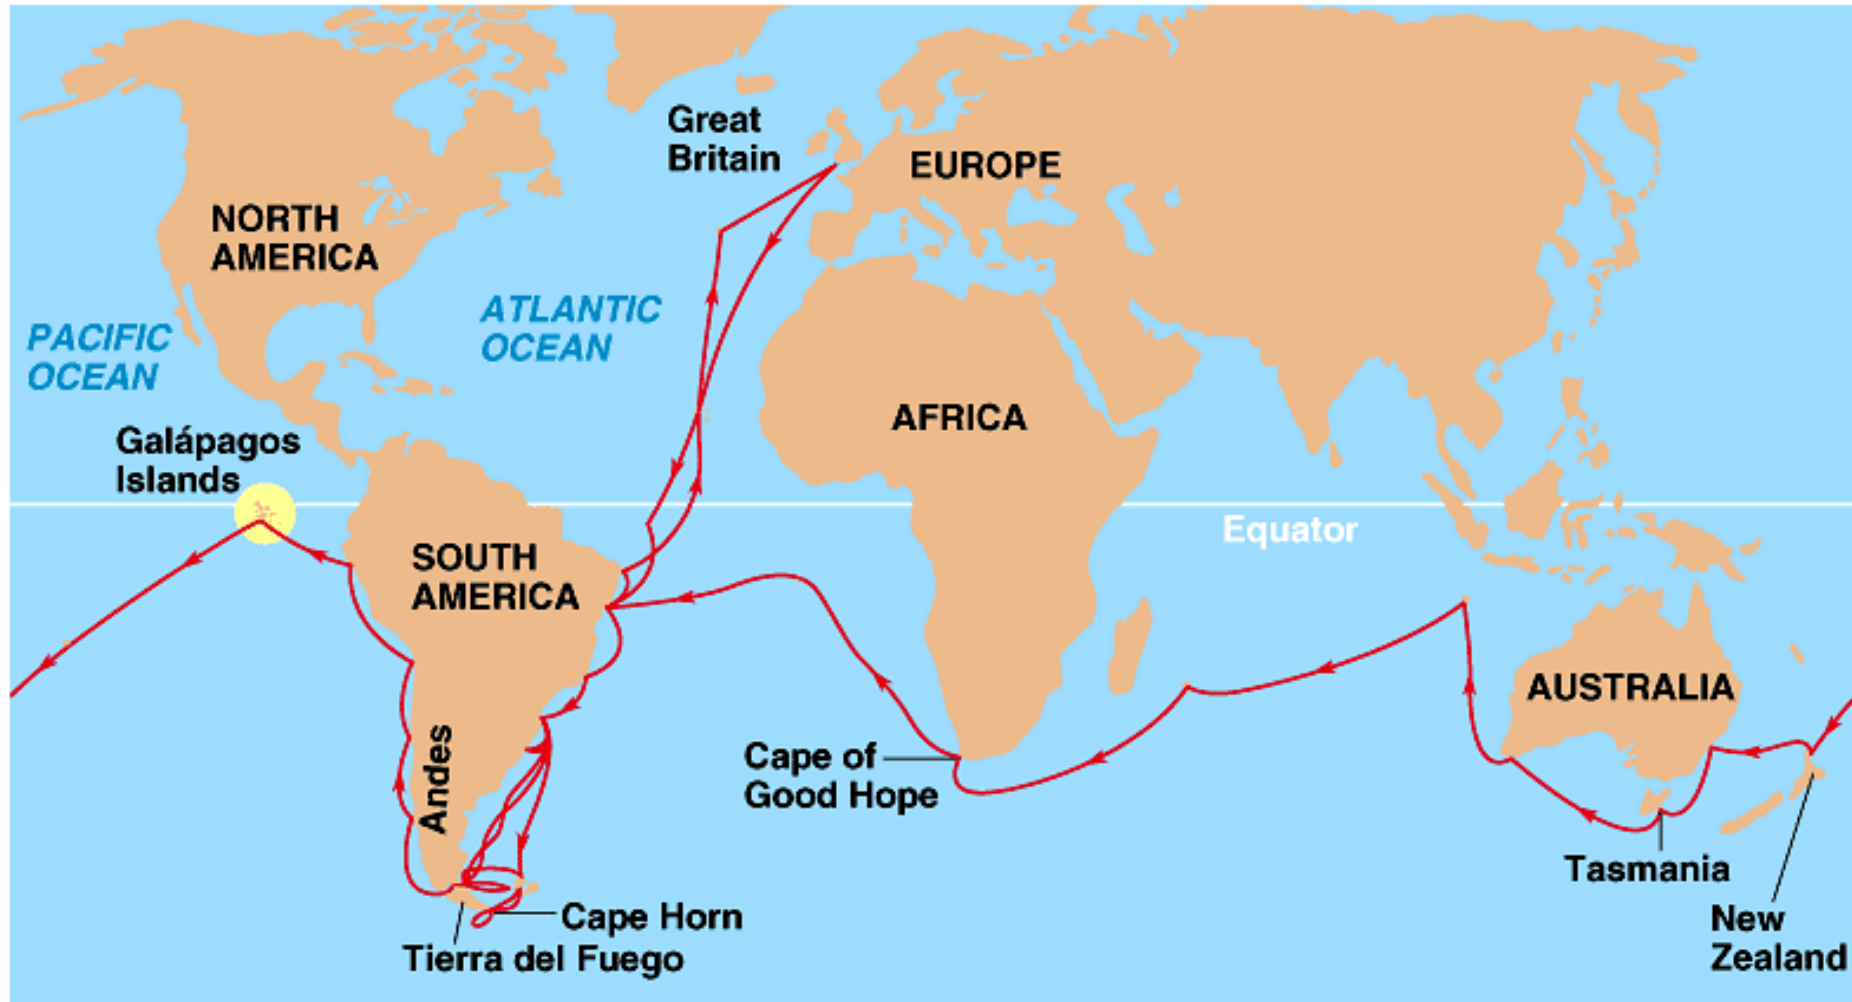 Great
Britain
EUROPE
NORTH
AMERICA
ATLANTIC
OCEAN
PACIFIC
OCEAN
AFRICA
Galápagos
Islands
Equator
SOUTH
AMERICA
AUSTRALIA
Andes
Cape of
Good Hope
Tasmania
Cape Horn
New
Zealand
Tierra del Fuego